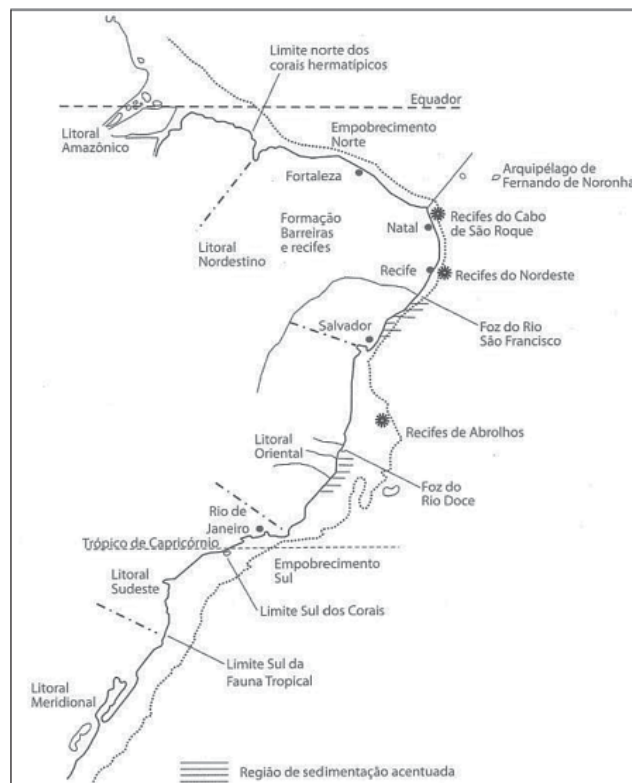 Limite norte dos
corais hermatípicos
Equador
Litoral
Amazônico
Empobrecimento
Norte
Arquipélago de
Fernando de Noronha
Fortaleza
Formação
Barreiras
e recifes
Natal
Recifes do Cabo
de São Roque
Litoral
Nordestino
Recife
Recifes do Nordeste
Salvador
Foz do Rio
São Francisco
Recifes de Abrolhos
Litoral
Oriental
Foz do
Rio Doce
Rio de
Janeiro
Trópico de Capricórnio
Empobrecimento
Sul
Litoral
Sudeste
Limite Sul dos Corais
Limite Sul da
Fauna Tropical
Litoral
Meridional
Região de sedimentação acentuada